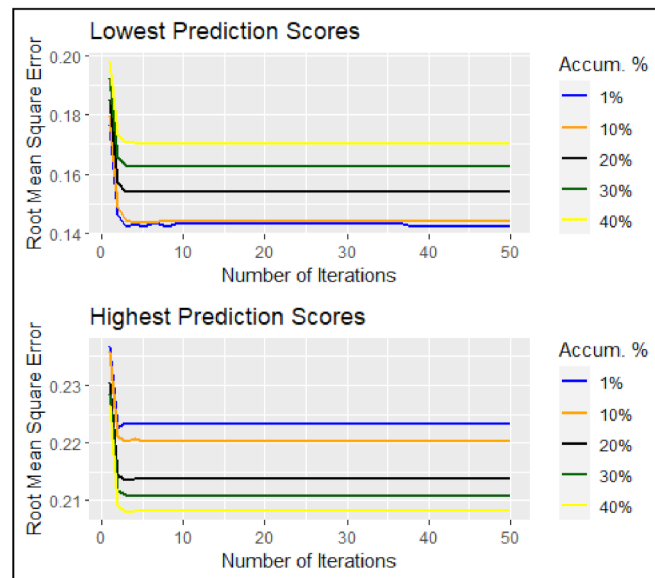 Lowest Prediction Scores
Root Mean Square Error
0.20
0.18
0.16
0.14
0 10 20 30 40 50
Number of Iterations
Accum. %
1%
10%
20%
30%
40%
Highest Prediction Scores
Root Mean Square Error
0.23
0.22
0.21
0 10 20 30 40 50
Number of Iterations
Accum. %
1%
10%
20%
30%
40%